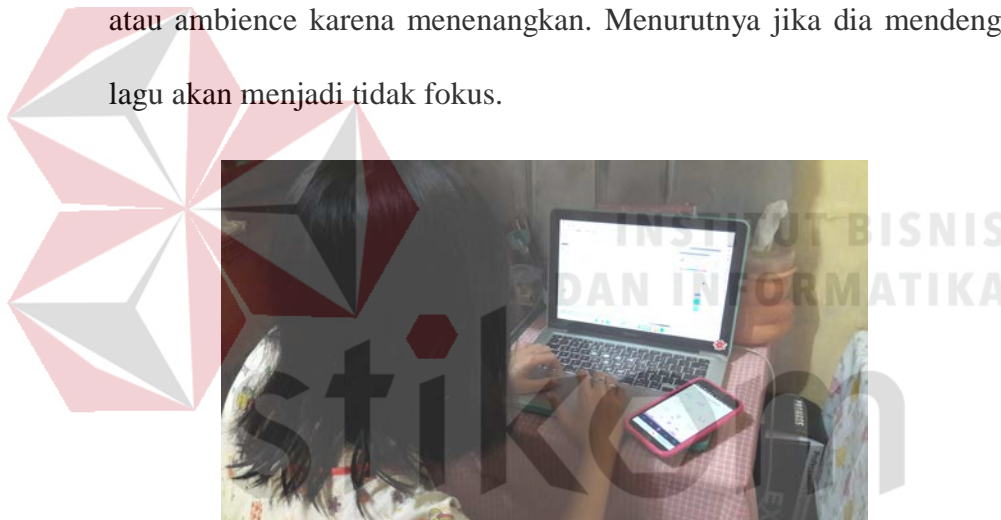 atau ambience karena menenangkan. Menurutnya jika dia mendeng
lagu akan menjadi tidak fokus.
INSTITUT BISNIS
DAN INFORMATIKA
stikom